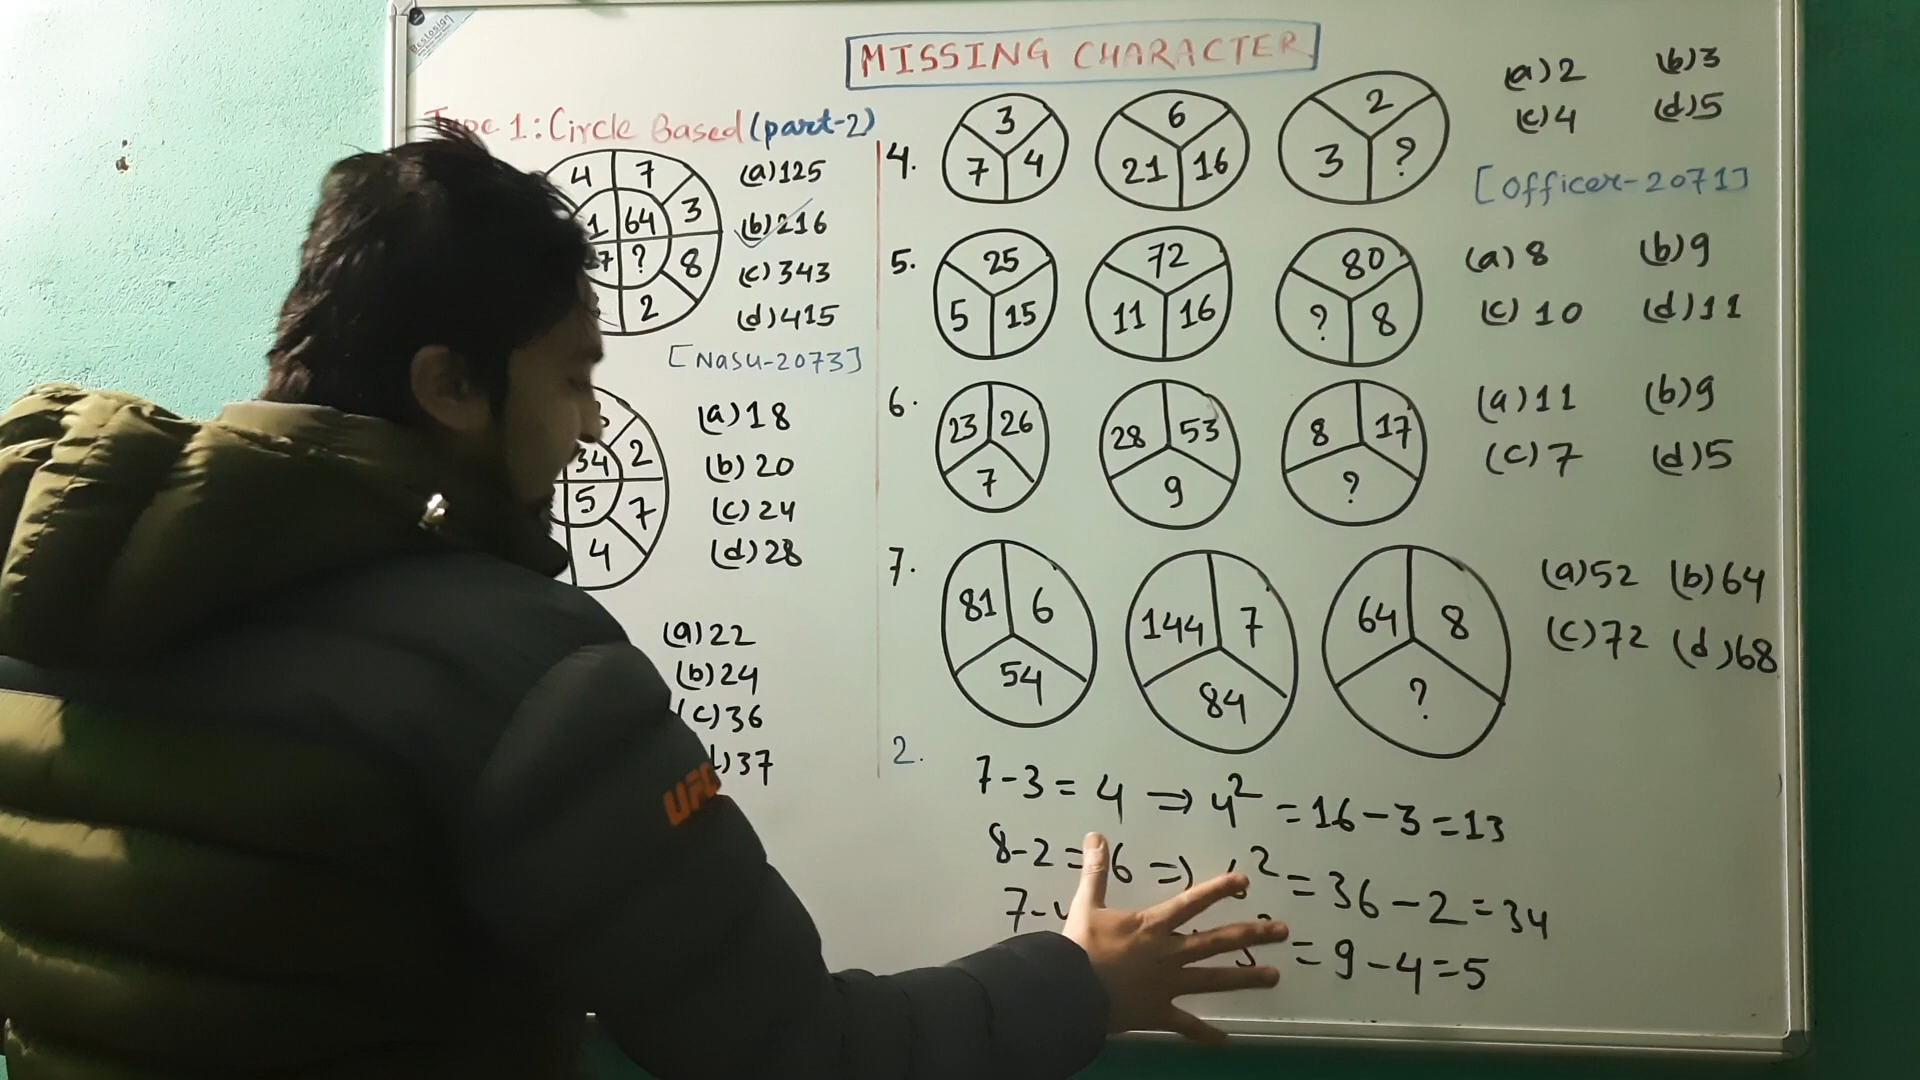 Bestosign
MISSING CHARACTER
Type 1: Circle Based (part-2)
4 7
1 64 3
7 ? 8
2
(a) 125
(b) 216
(c) 343
(d) 415
[Nasu-2073]
34 2
5 7
4
(a) 18
(b) 20
(c) 24
(d) 28
(a) 22
(b) 24
(c) 36
(d) 37
4.
3
7 4
6
21 16
2
3 ?
(a) 2 (b) 3
(c) 4 (d) 5
[Officer-2071]
5.
25
5 15
72
11 16
80
? 8
(a) 8 (b) 9
(c) 10 (d) 11
6.
23 26
7
28 53
9
8 17
?
(a) 11 (b) 9
(c) 7 (d) 5
7.
81 6
54
144 7
84
64 8
?
(a) 52 (b) 64
(c) 72 (d) 68
2.
7-3 = 4 ⇒ 4² = 16-3 = 13
8-2 = 6 ⇒ 6² = 36-2 = 34
7- = 9-4 = 5
UFC